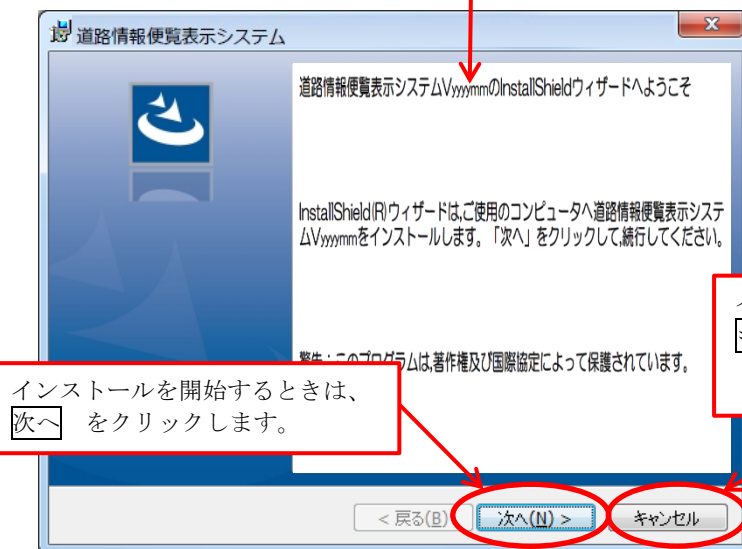 道路情報便覧表示システム
道路情報便覧表示システムVyyyymmのInstallShieldウィザードへようこそ
InstallShield(R)ウィザードは,ご使用のコンピュータへ道路情報便覧表示システ
ムVyyyymmをインストールします。「次へ」をクリックして,続行してください。
警告：このプログラムは,著作権及び国際協定によって保護されています。
インストールを開始するときは、
次へ　をクリックします。
< 戻る(B)
次へ(N) >
キャンセル